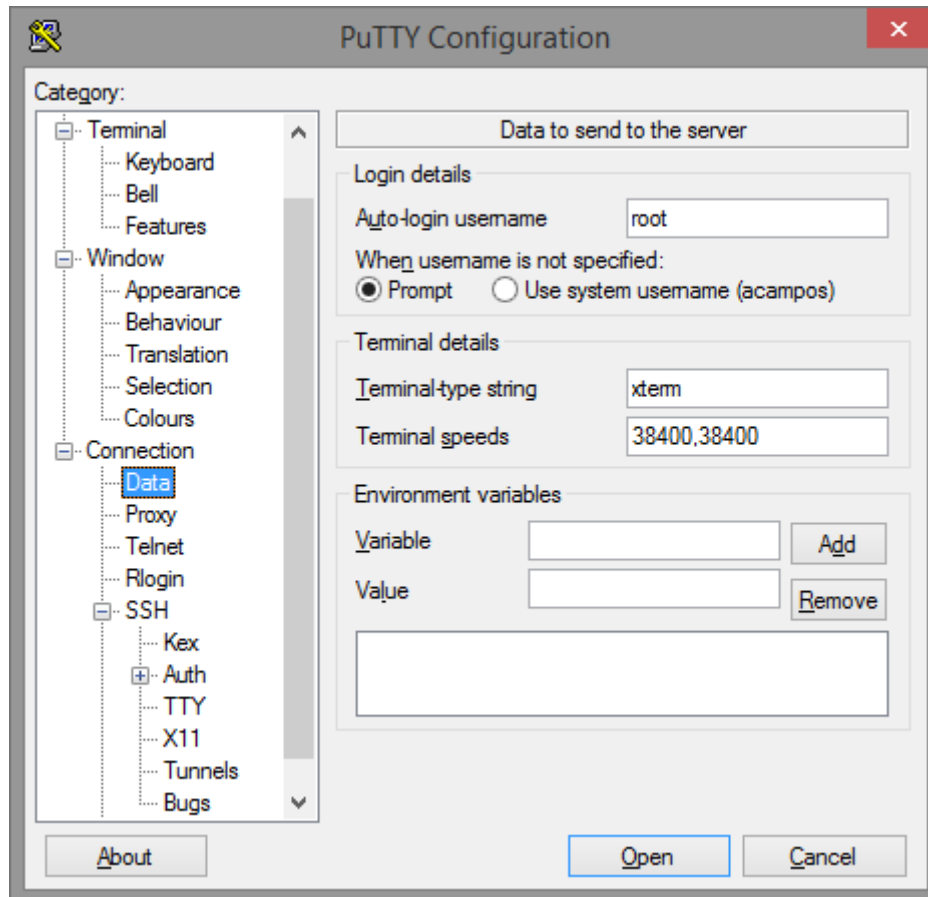 PuTTY Configuration
Category:
Terminal
Keyboard
Bell
Features
Window
Appearance
Behaviour
Translation
Selection
Colours
Connection
Data
Proxy
Telnet
Rlogin
SSH
Kex
Auth
TTY
X11
Tunnels
Bugs
Data to send to the server
Login details
Auto-login username root
When username is not specified:
Prompt Use system username (acampos)
Terminal details
Terminal-type string xterm
Terminal speeds 38400,38400
Environment variables
Variable Add
Value Remove
About Open Cancel